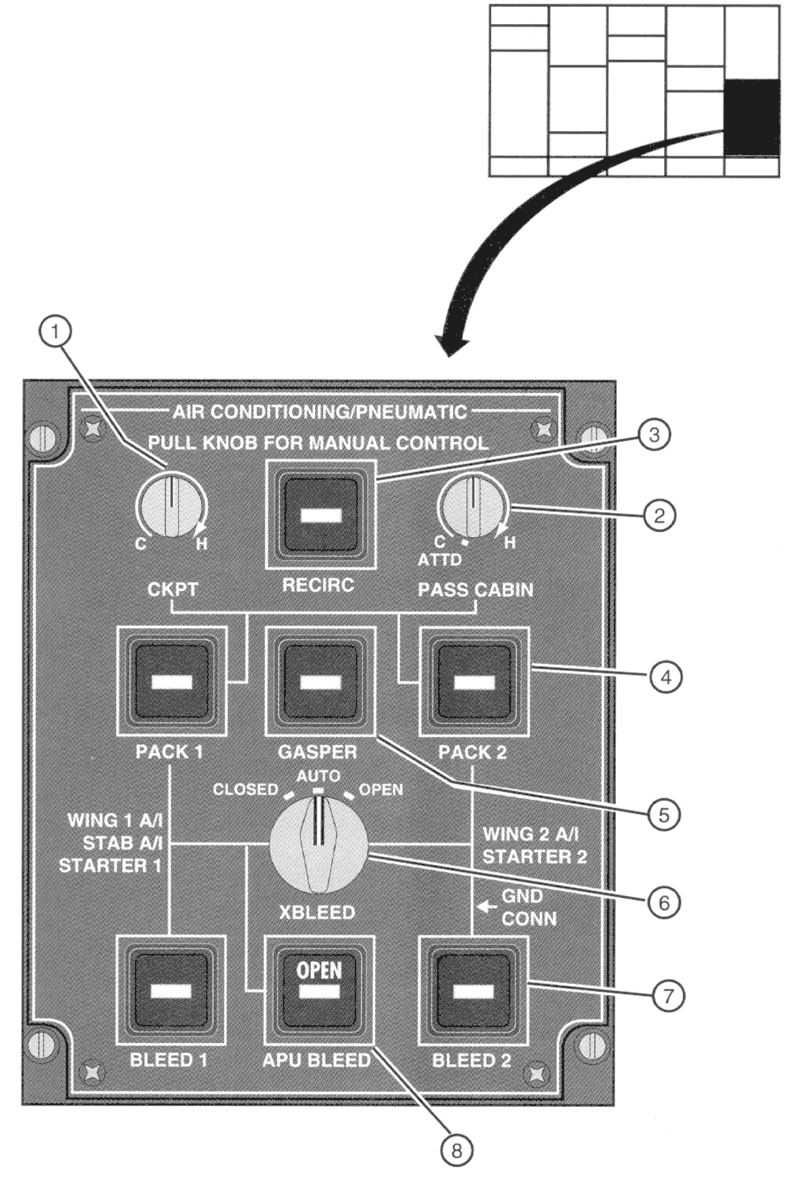 1
AIR CONDITIONING/PNEUMATIC
PULL KNOB FOR MANUAL CONTROL
3
2
C H
C H
ATTD
CKPT
RECIRC
PASS CABIN
4
PACK 1
GASPER
PACK 2
CLOSED AUTO OPEN
5
WING 1 A/I
STAB A/I
STARTER 1
WING 2 A/I
STARTER 2
6
XBLEED
GND
CONN
OPEN
7
BLEED 1
APU BLEED
BLEED 2
8